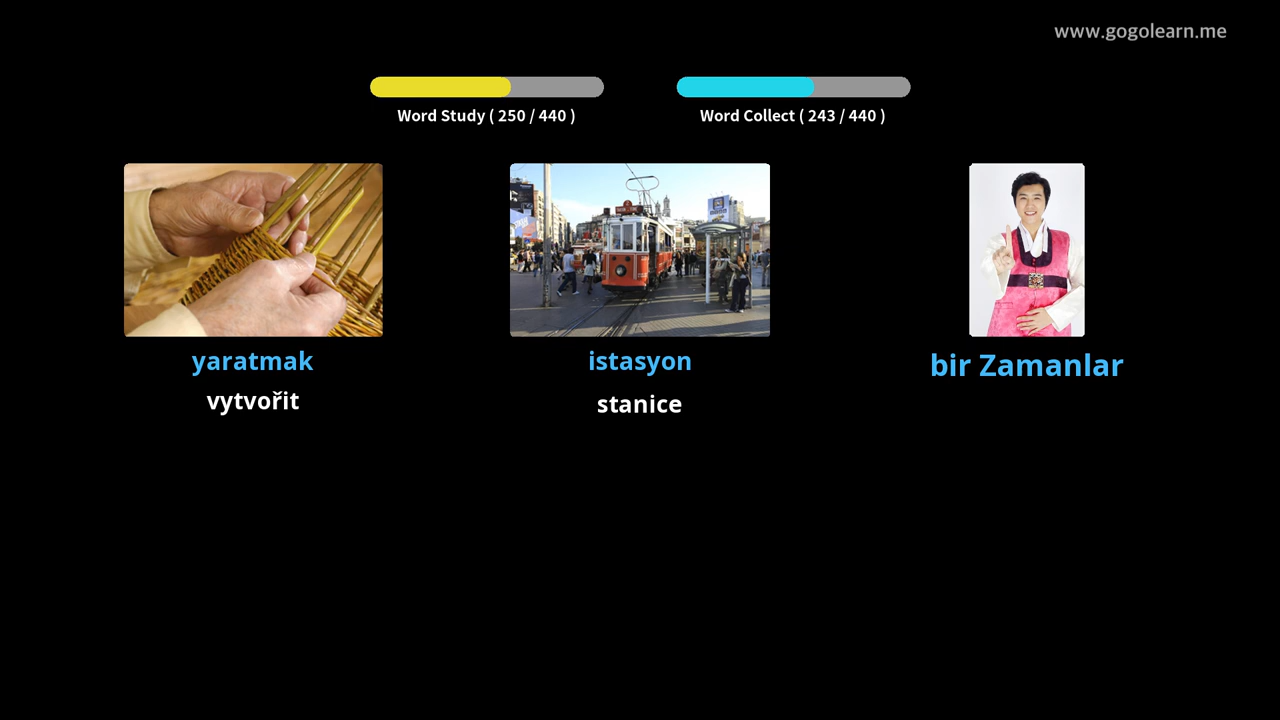 www.gogolearn.me
Word Study ( 250 / 440 )
Word Collect ( 243 / 440 )
yaratmak
vytvořit
istasyon
stanice
bir Zamanlar